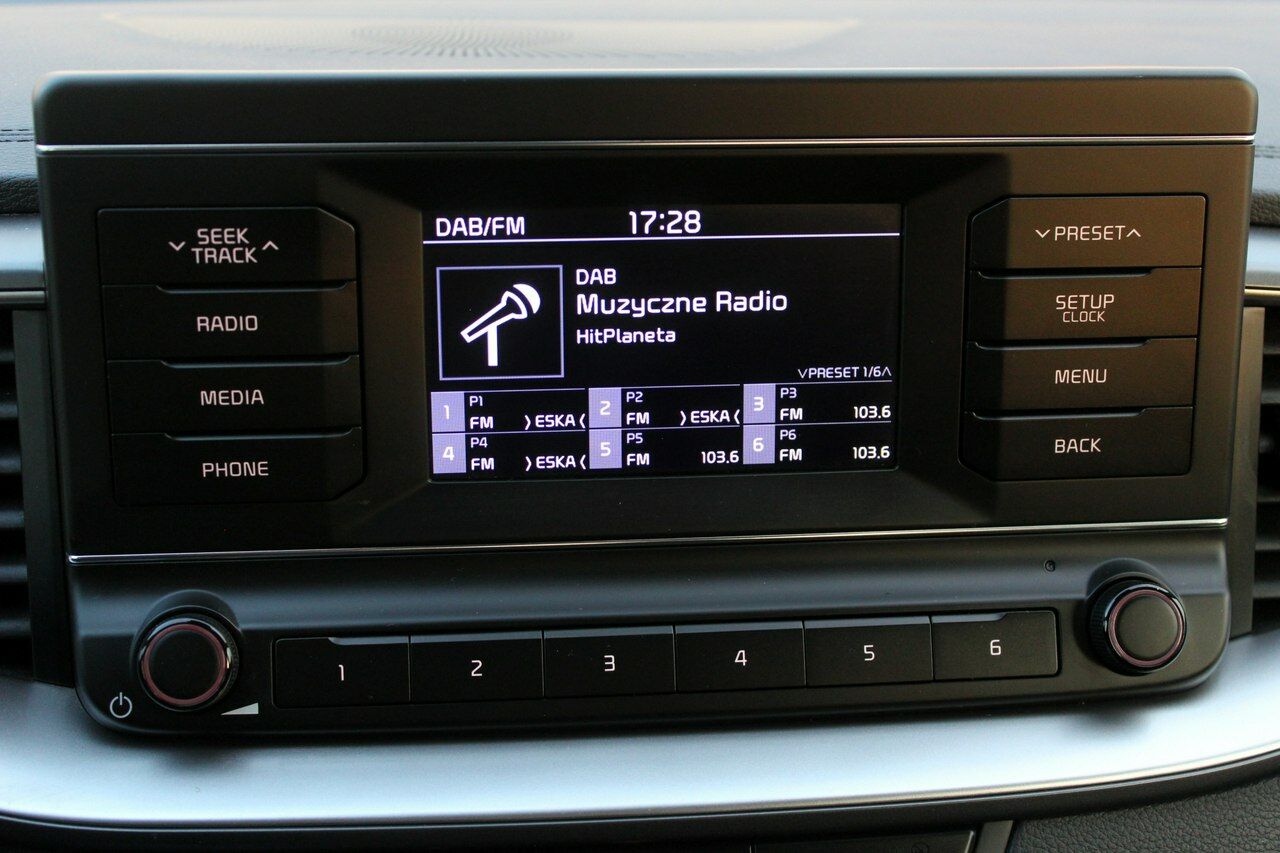 SEEK
TRACK
RADIO
MEDIA
PHONE
DAB/FM 17:28
DAB
Muzyczne Radio
HitPlaneta
PRESET 1/6
1 P1 FM ESKA
2 P2 FM ESKA
3 P3 FM 103.6
4 P4 FM ESKA
5 P5 FM 103.6
6 P6 FM 103.6
PRESET
SETUP
CLOCK
MENU
BACK
1 2 3 4 5 6